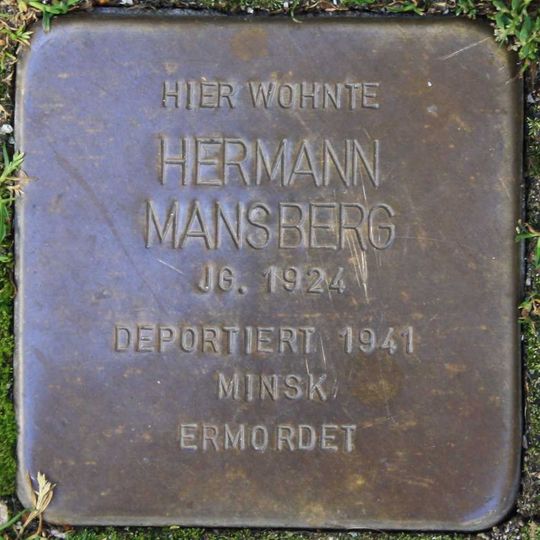 HIER WOHNTE
HERMANN
MANSBERG
JG. 1924
DEPORTIERT 1941
MINSK
ERMORDET